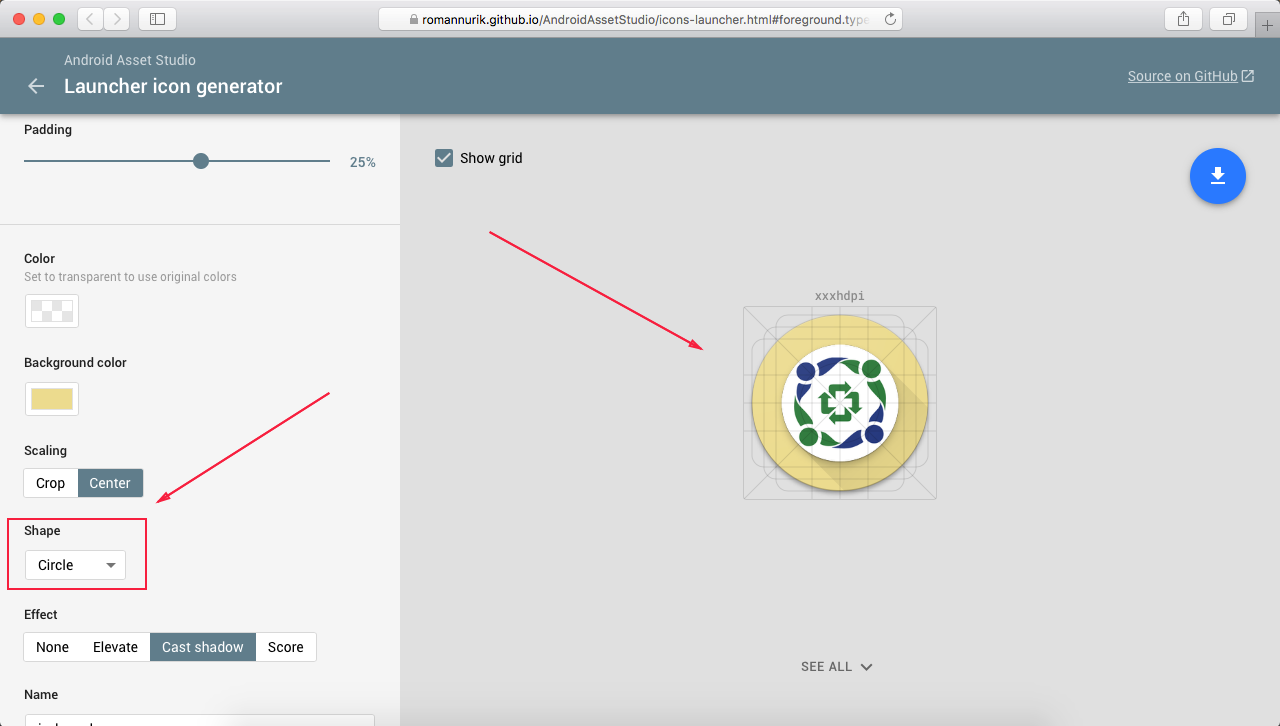 romannurik.github.io/AndroidAssetStudio/icons-launcher.html#foreground.type
Android Asset Studio
Launcher icon generator
Source on GitHub
Padding
25%
Show grid
Color
Set to transparent to use original colors
xxxhdpi
Background color
Scaling
Crop Center
Shape
Circle
Effect
None Elevate Cast shadow Score
SEE ALL
Name